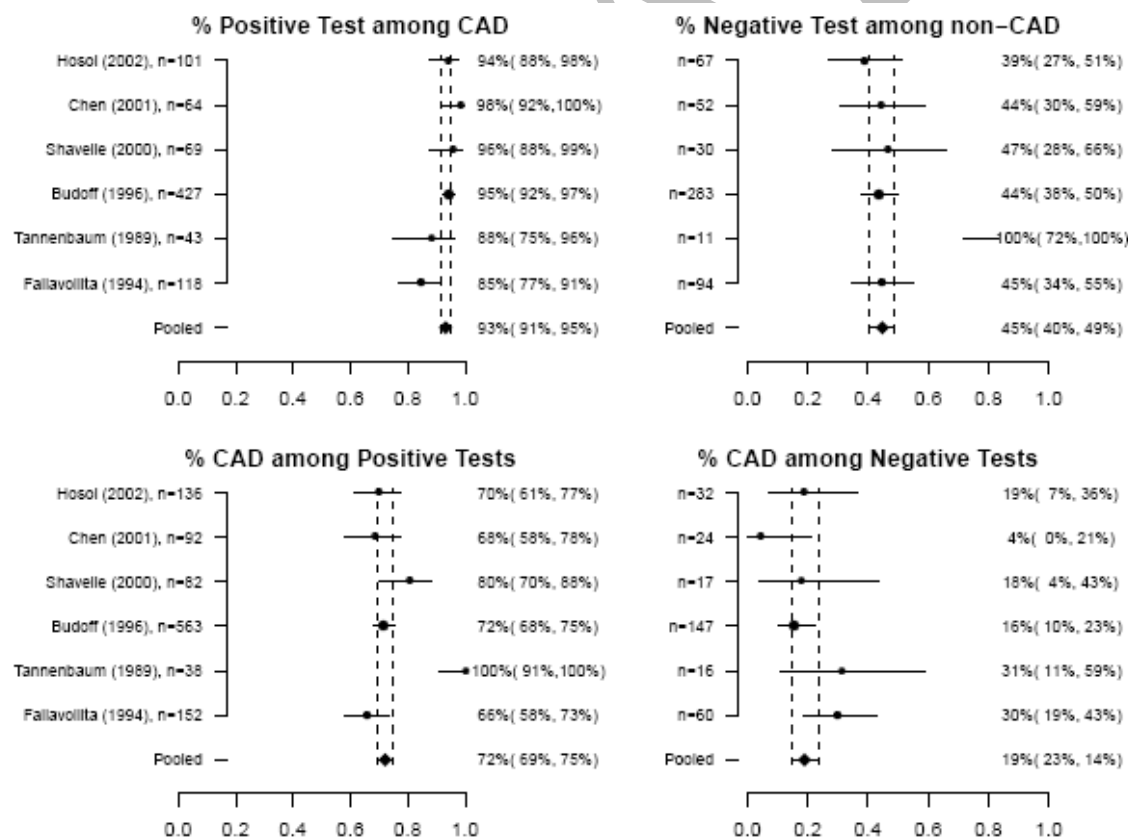 % Positive Test among CAD
Hosol (2002), n=101 94%( 88%, 98%)
Chen (2001), n=64 98%( 92%,100%)
Shavelle (2000), n=69 96%( 88%, 99%)
Budoff (1996), n=427 95%( 92%, 97%)
Tannenbaum (1989), n=43 88%( 75%, 96%)
Fallavollita (1994), n=118 85%( 77%, 91%)
Pooled 93%( 91%, 95%)
0.0 0.2 0.4 0.6 0.8 1.0
% Negative Test among non−CAD
n=67 39%( 27%, 51%)
n=52 44%( 30%, 59%)
n=30 47%( 28%, 66%)
n=283 44%( 38%, 50%)
n=11 100%( 72%,100%)
n=94 45%( 34%, 55%)
Pooled 45%( 40%, 49%)
0.0 0.2 0.4 0.6 0.8 1.0
% CAD among Positive Tests
Hosol (2002), n=136 70%( 61%, 77%)
Chen (2001), n=92 68%( 58%, 78%)
Shavelle (2000), n=82 80%( 70%, 88%)
Budoff (1996), n=563 72%( 68%, 75%)
Tannenbaum (1989), n=38 100%( 91%,100%)
Fallavollita (1994), n=152 66%( 58%, 73%)
Pooled 72%( 69%, 75%)
0.0 0.2 0.4 0.6 0.8 1.0
% CAD among Negative Tests
n=32 19%( 7%, 36%)
n=24 4%( 0%, 21%)
n=17 18%( 4%, 43%)
n=147 16%( 10%, 23%)
n=16 31%( 11%, 59%)
n=60 30%( 19%, 43%)
Pooled 19%( 23%, 14%)
0.0 0.2 0.4 0.6 0.8 1.0